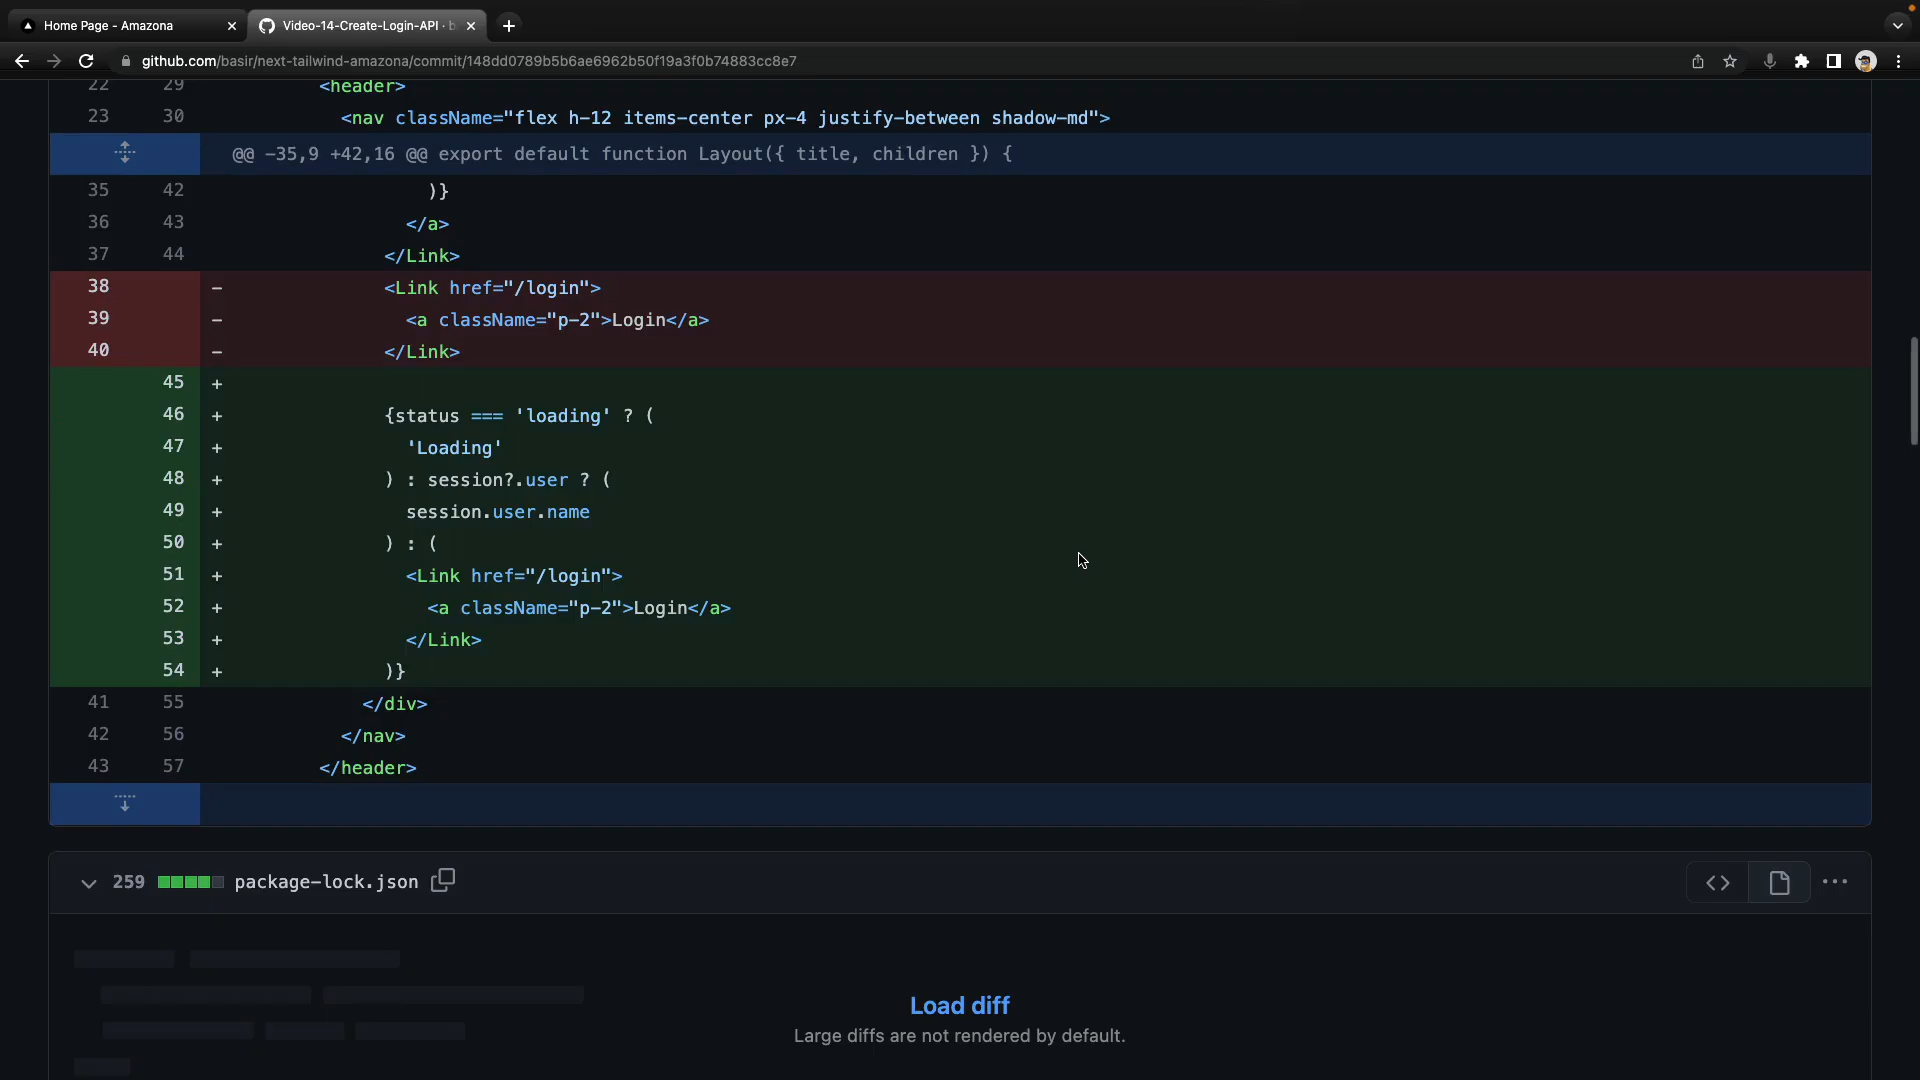 Home Page - Amazona
Video-14-Create-Login-API · b
github.com/basir/next-tailwind-amazona/commit/148dd0789b5b6ae6962b50f19a3f0b74883cc8e7
22 29 <header>
23 30 <nav className="flex h-12 items-center px-4 justify-between shadow-md">
@@ -35,9 +42,16 @@ export default function Layout({ title, children }) {
35 42 )}
36 43 </a>
37 44 </Link>
38 - <Link href="/login">
39 - <a className="p-2">Login</a>
40 - </Link>
45 +
46 + {status === 'loading' ? (
47 + 'Loading'
48 + ) : session?.user ? (
49 + session.user.name
50 + ) : (
51 + <Link href="/login">
52 + <a className="p-2">Login</a>
53 + </Link>
54 + )}
41 55 </div>
42 56 </nav>
43 57 </header>
259 package-lock.json
Load diff
Large diffs are not rendered by default.